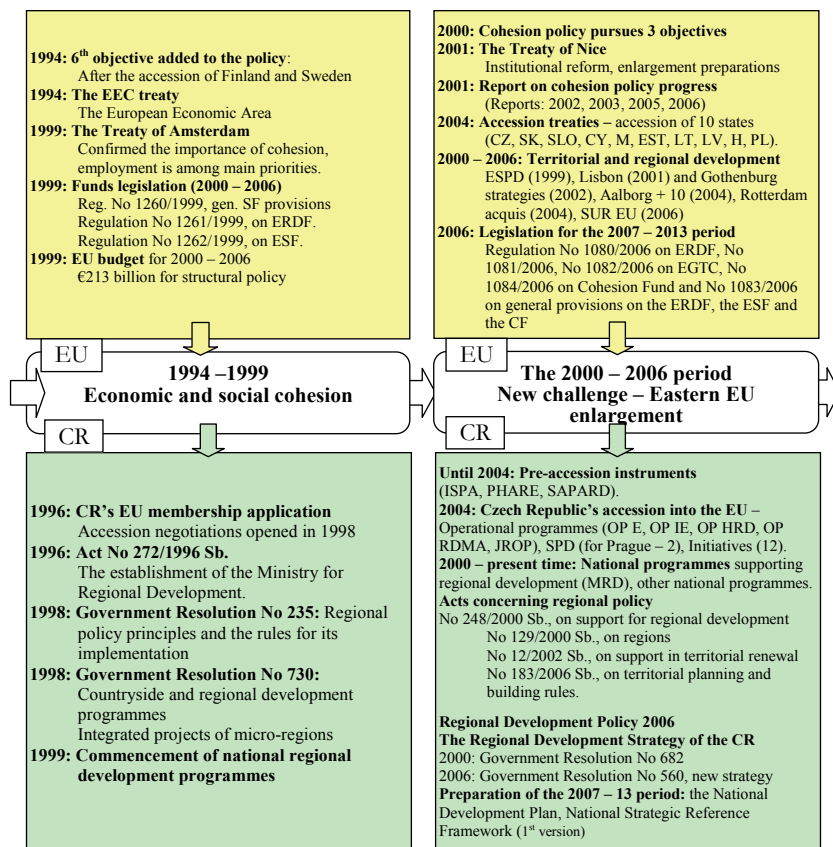 1994: 6th objective added to the policy:
After the accession of Finland and Sweden
1994: The EEC treaty
The European Economic Area
1999: The Treaty of Amsterdam
Confirmed the importance of cohesion,
employment is among main priorities.
1999: Funds legislation (2000 – 2006)
Reg. No 1260/1999, gen. SF provisions
Regulation No 1261/1999, on ERDF.
Regulation No 1262/1999, on ESF.
1999: EU budget for 2000 – 2006
€213 billion for structural policy
EU
1994 –1999
Economic and social cohesion
CR
1996: CR's EU membership application
Accession negotiations opened in 1998
1996: Act No 272/1996 Sb.
The establishment of the Ministry for
Regional Development.
1998: Government Resolution No 235: Regional
policy principles and the rules for its
implementation
1998: Government Resolution No 730:
Countryside and regional development
programmes
Integrated projects of micro-regions
1999: Commencement of national regional
development programmes
2000: Cohesion policy pursues 3 objectives
2001: The Treaty of Nice
Institutional reform, enlargement preparations
2001: Report on cohesion policy progress
(Reports: 2002, 2003, 2005, 2006)
2004: Accession treaties – accession of 10 states
(CZ, SK, SLO, CY, M, EST, LT, LV, H, PL).
2000 – 2006: Territorial and regional development
ESPD (1999), Lisbon (2001) and Gothenburg
strategies (2002), Aalborg + 10 (2004), Rotterdam
acquis (2004), SUR EU (2006)
2006: Legislation for the 2007 – 2013 period
Regulation No 1080/2006 on ERDF, No
1081/2006, No 1082/2006 on EGTC, No
1084/2006 on Cohesion Fund and No 1083/2006
on general provisions on the ERDF, the ESF and
the CF
EU
The 2000 – 2006 period
New challenge – Eastern EU
enlargement
CR
Until 2004: Pre-accession instruments
(ISPA, PHARE, SAPARD).
2004: Czech Republic's accession into the EU –
Operational programmes (OP E, OP IE, OP HRD, OP
RDMA, JROP), SPD (for Prague – 2), Initiatives (12).
2000 – present time: National programmes supporting
regional development (MRD), other national programmes.
Acts concerning regional policy
No 248/2000 Sb., on support for regional development
No 129/2000 Sb., on regions
No 12/2002 Sb., on support in territorial renewal
No 183/2006 Sb., on territorial planning and
building rules.
Regional Development Policy 2006
The Regional Development Strategy of the CR
2000: Government Resolution No 682
2006: Government Resolution No 560, new strategy
Preparation of the 2007 – 13 period: the National
Development Plan, National Strategic Reference
Framework (1st version)